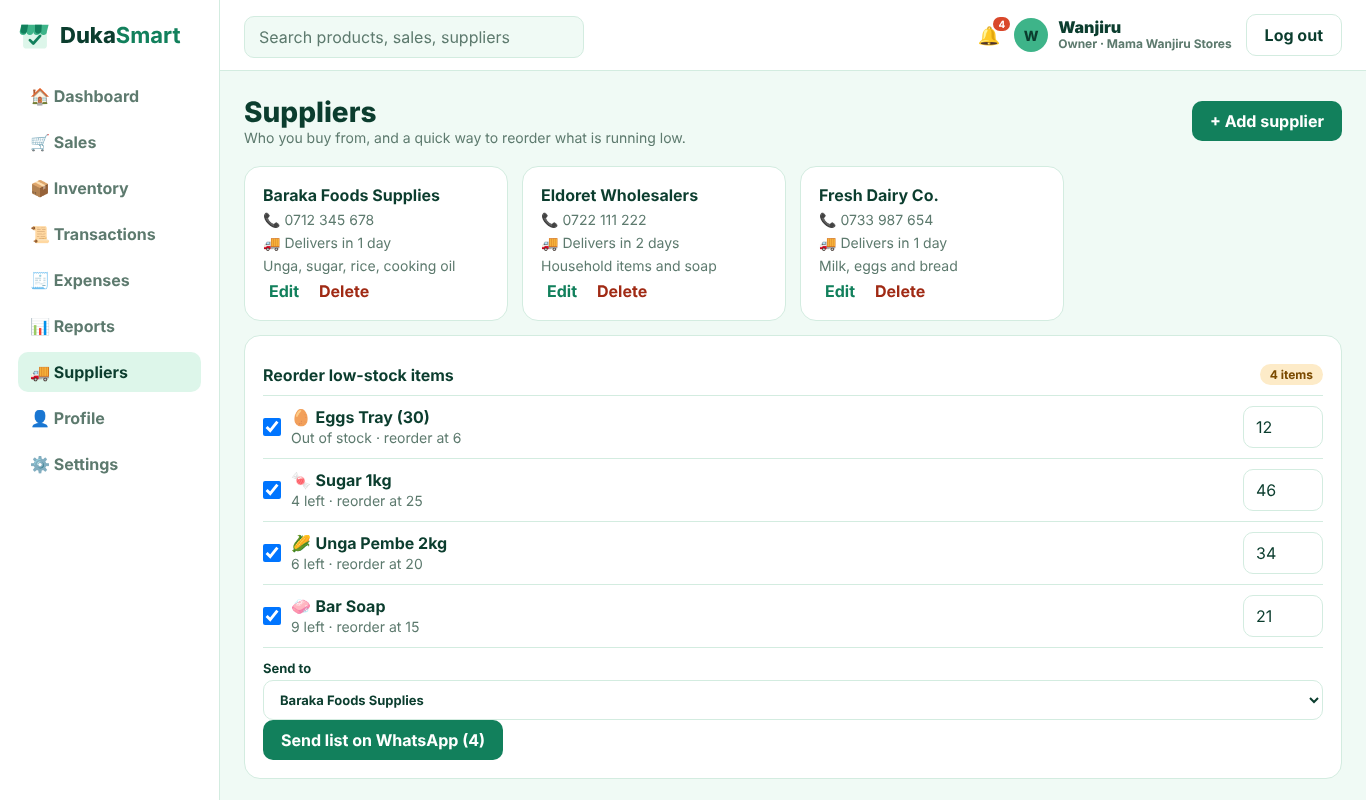 DukaSmart
Search products, sales, suppliers
🔔 4
W
Wanjiru
Owner · Mama Wanjiru Stores
Log out
🏠 Dashboard
🛒 Sales
📦 Inventory
📜 Transactions
🧾 Expenses
📊 Reports
🚚 Suppliers
👤 Profile
⚙️ Settings
Suppliers
Who you buy from, and a quick way to reorder what is running low.
+ Add supplier
Baraka Foods Supplies
📞 0712 345 678
🚚 Delivers in 1 day
Unga, sugar, rice, cooking oil
Edit Delete
Eldoret Wholesalers
📞 0722 111 222
🚚 Delivers in 2 days
Household items and soap
Edit Delete
Fresh Dairy Co.
📞 0733 987 654
🚚 Delivers in 1 day
Milk, eggs and bread
Edit Delete
Reorder low-stock items
4 items
🥚 Eggs Tray (30)
Out of stock · reorder at 6
12
🍬 Sugar 1kg
4 left · reorder at 25
46
🌽 Unga Pembe 2kg
6 left · reorder at 20
34
🧼 Bar Soap
9 left · reorder at 15
21
Send to
Baraka Foods Supplies
Send list on WhatsApp (4)